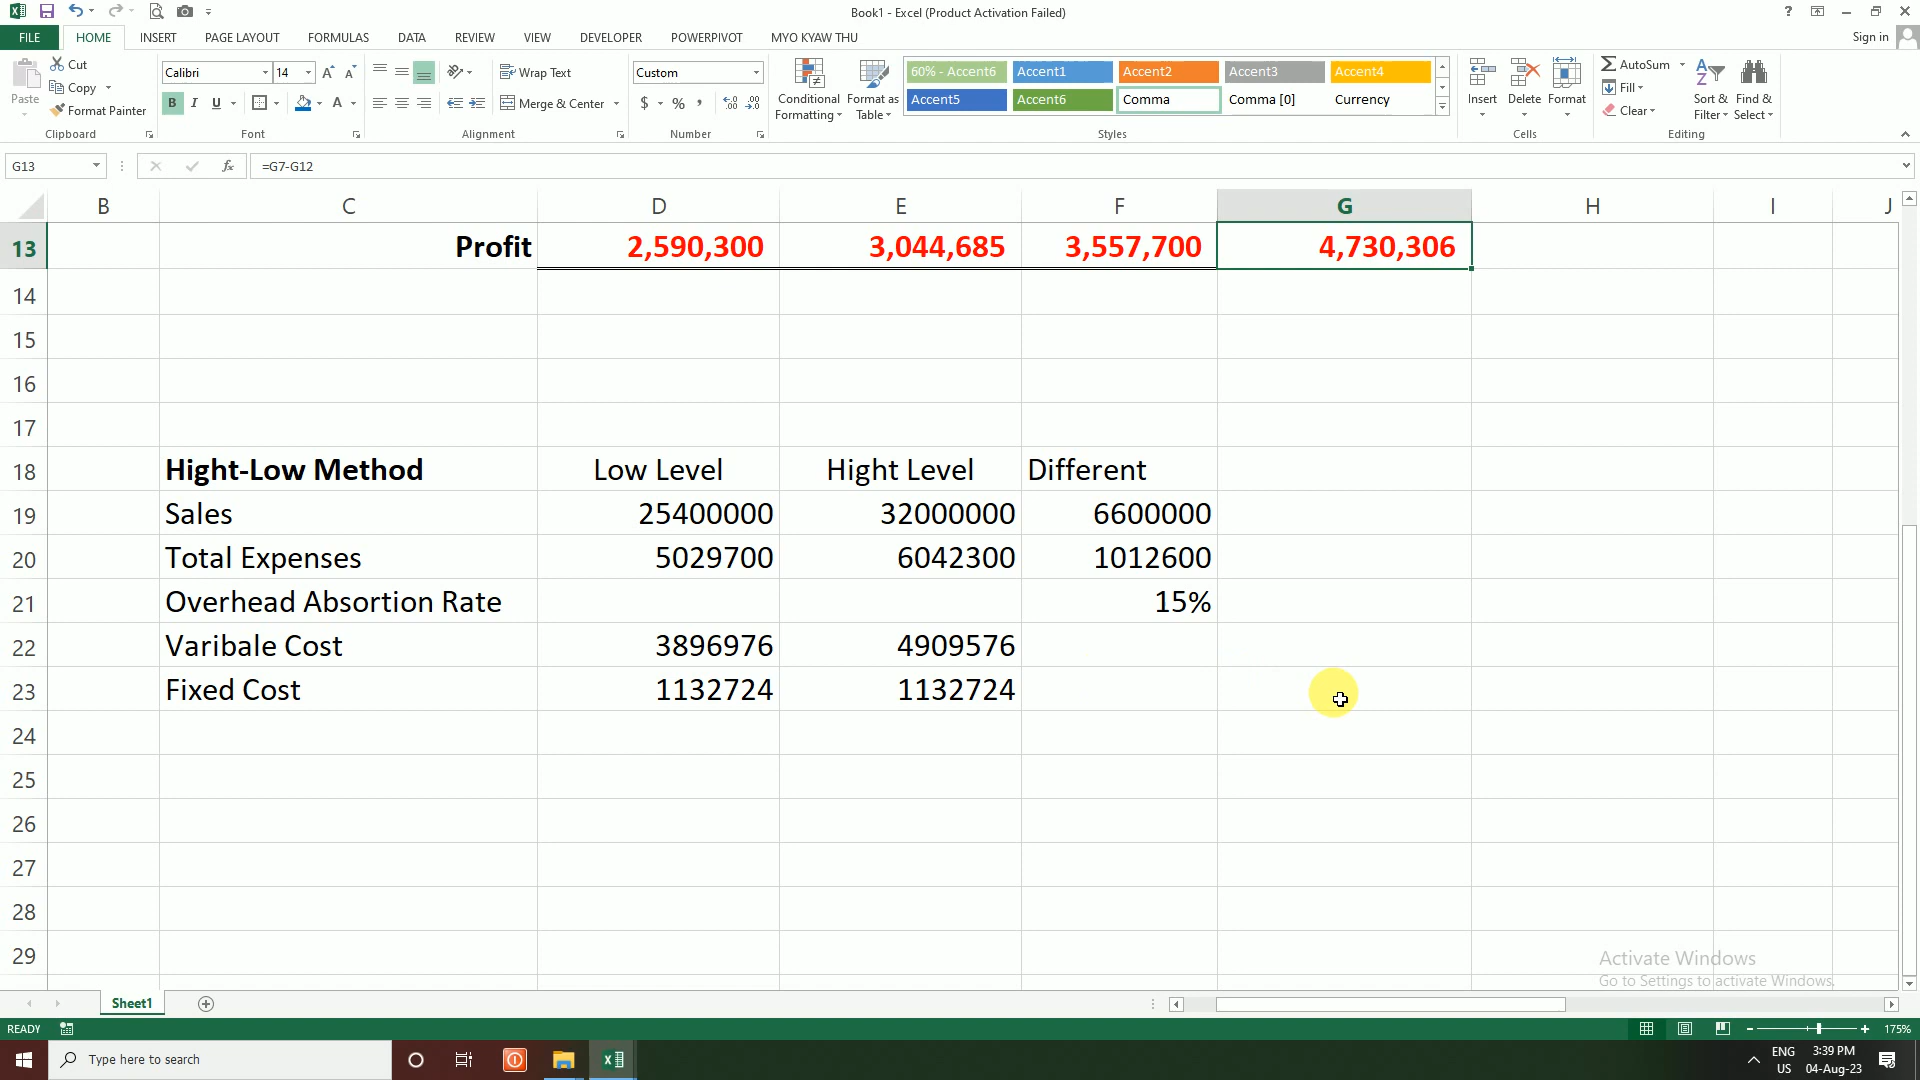 Book1 - Excel (Product Activation Failed)
FILE HOME INSERT PAGE LAYOUT FORMULAS DATA REVIEW VIEW DEVELOPER POWERPIVOT MYO KYAW THU Sign in
Cut
Copy
Format Painter
Paste
Clipboard
Calibri 14
B I U
Font
Wrap Text
Merge & Center
Alignment
Custom
$ % ,
Number
Conditional Formatting
Format as Table
60% - Accent6 Accent1 Accent2 Accent3 Accent4
Accent5 Accent6 Comma Comma [0] Currency
Styles
Insert Delete Format
Cells
AutoSum
Fill
Clear
Sort & Filter
Find & Select
Editing
G13 fx =G7-G12
B C D E F G H I J
13 Profit 2,590,300 3,044,685 3,557,700 4,730,306
14
15
16
17
18 Hight-Low Method Low Level Hight Level Different
19 Sales 25400000 32000000 6600000
20 Total Expenses 5029700 6042300 1012600
21 Overhead Absortion Rate 15%
22 Varibale Cost 3896976 4909576
23 Fixed Cost 1132724 1132724
24
25
26
27
28
29
Activate Windows
Go to Settings to activate Windows.
Sheet1
READY 175%
Type here to search
ENG
US
3:39 PM
04-Aug-23